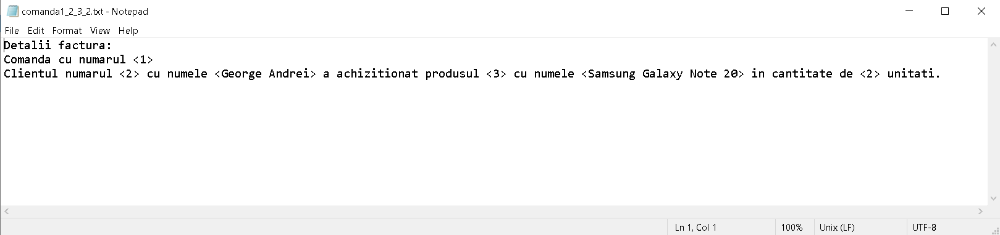 comanda1_2_3_2.txt - Notepad
File Edit Format View Help
Detalii factura:
Comanda cu numarul <1>
Clientul numarul <2> cu numele <George Andrei> a achizitionat produsul <3> cu numele <Samsung Galaxy Note 20> in cantitate de <2> unitati.
Ln 1, Col 1 100% Unix (LF) UTF-8